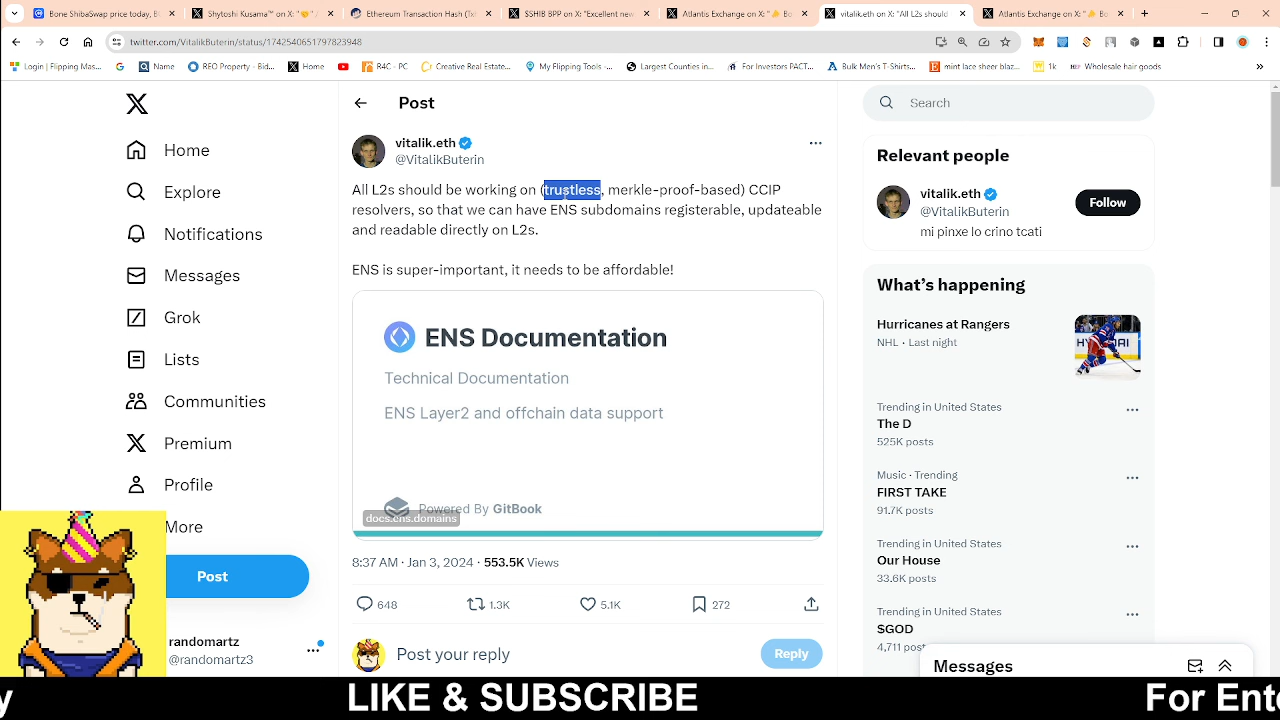 Bone ShibaSwap price today, B
Shytoshi Kusama™ on X: "
Ethereum Transaction Hash (
SSHIB BPP on X: "Excellent new
Atlantis Exchange on X: " Bo
vitalik.eth on X: "All L2s should
Atlantis Exchange on X: " Bo
twitter.com/VitalikButerin/status/1742540651797823948
Login | Flipping Mas...
Name
REO Property - Bid...
Home
R4C - PC
Creative Real Estate...
My Flipping Tools -...
Largest Counties in...
For Investors PACT...
Bulk Men's T-Shirts...
mint lace sheer blaz...
1k
Wholesale hair goods
Post
Search
vitalik.eth
@VitalikButerin
All L2s should be working on (trustless, merkle-proof-based) CCIP
resolvers, so that we can have ENS subdomains registerable, updateable
and readable directly on L2s.
ENS is super-important, it needs to be affordable!
ENS Documentation
Technical Documentation
ENS Layer2 and offchain data support
Powered By GitBook
docs.ens.domains
8:37 AM · Jan 3, 2024 · 553.5K Views
648
1.3K
5.1K
272
Post your reply
Reply
Home
Explore
Notifications
Messages
Grok
Lists
Communities
Premium
Profile
More
Post
randomartz
@randomartz3
Relevant people
vitalik.eth
@VitalikButerin
Follow
mi pinxe lo crino tcati
What's happening
Hurricanes at Rangers
NHL · Last night
Trending in United States
The D
525K posts
Music · Trending
FIRST TAKE
91.7K posts
Trending in United States
Our House
33.6K posts
Trending in United States
SGOD
4,711 pos
Messages
y
LIKE & SUBSCRIBE
For Ente